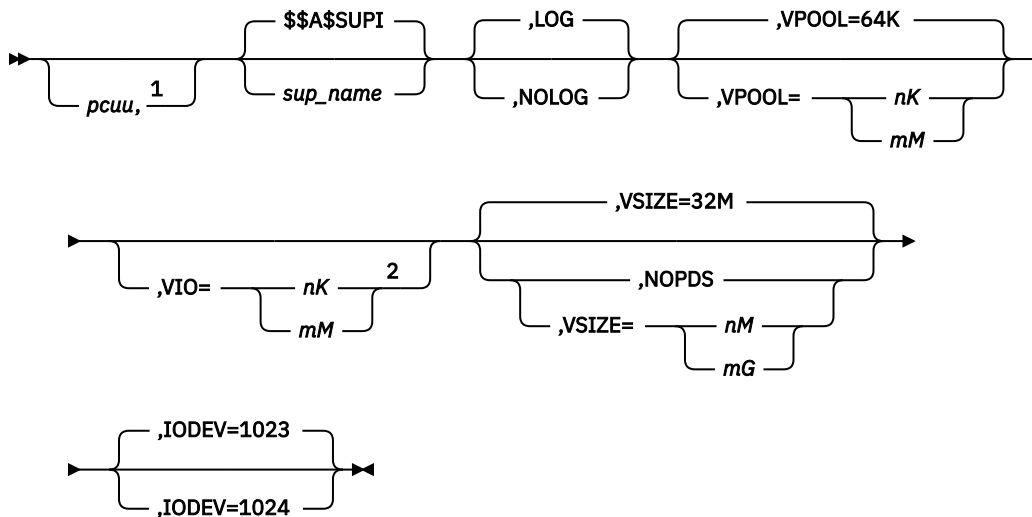 $$A$SUPI ,LOG ,VPOOL=64K
pcuu, 1 sup_name ,NOLOG ,VPOOL= nK
mM
,VSIZE=32M
,VIO= nK 2 ,NOPDS
mM ,VSIZE= nM
mG
,IODEV=1023
,IODEV=1024